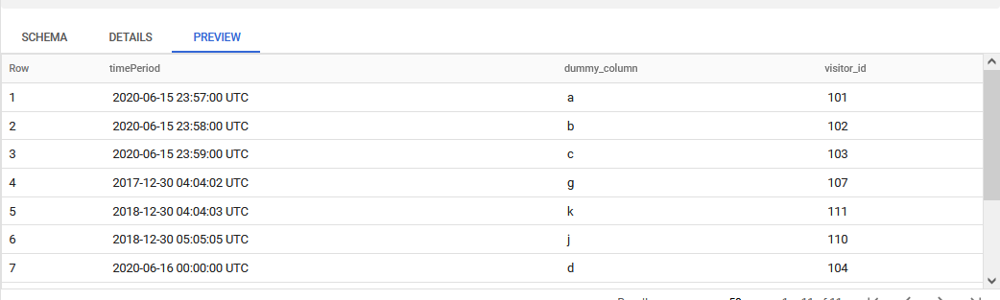 SCHEMA DETAILS PREVIEW
Row timePeriod dummy_column visitor_id
1 2020-06-15 23:57:00 UTC a 101
2 2020-06-15 23:58:00 UTC b 102
3 2020-06-15 23:59:00 UTC c 103
4 2017-12-30 04:04:02 UTC g 107
5 2018-12-30 04:04:03 UTC k 111
6 2018-12-30 05:05:05 UTC j 110
7 2020-06-16 00:00:00 UTC d 104